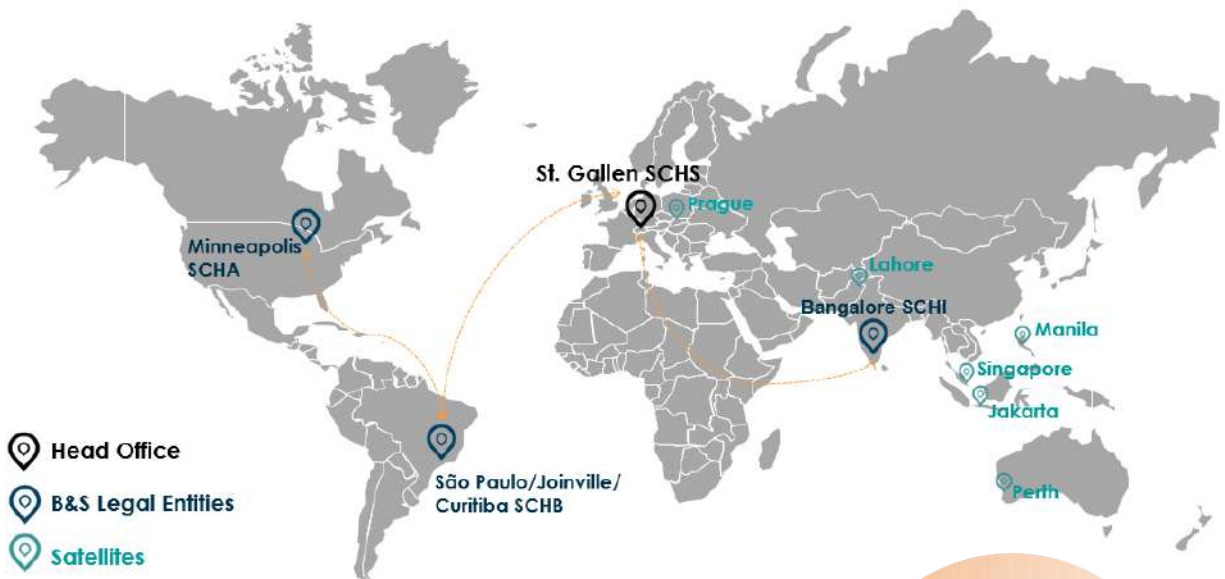 St. Gallen SCHS
Prague
Minneapolis
SCHA
Lahore
Bangalore SCHI
Manila
Singapore
Jakarta
Head Office
São Paulo/Joinville/
Curitiba SCHB
Perth
B&S Legal Entities
Satellites